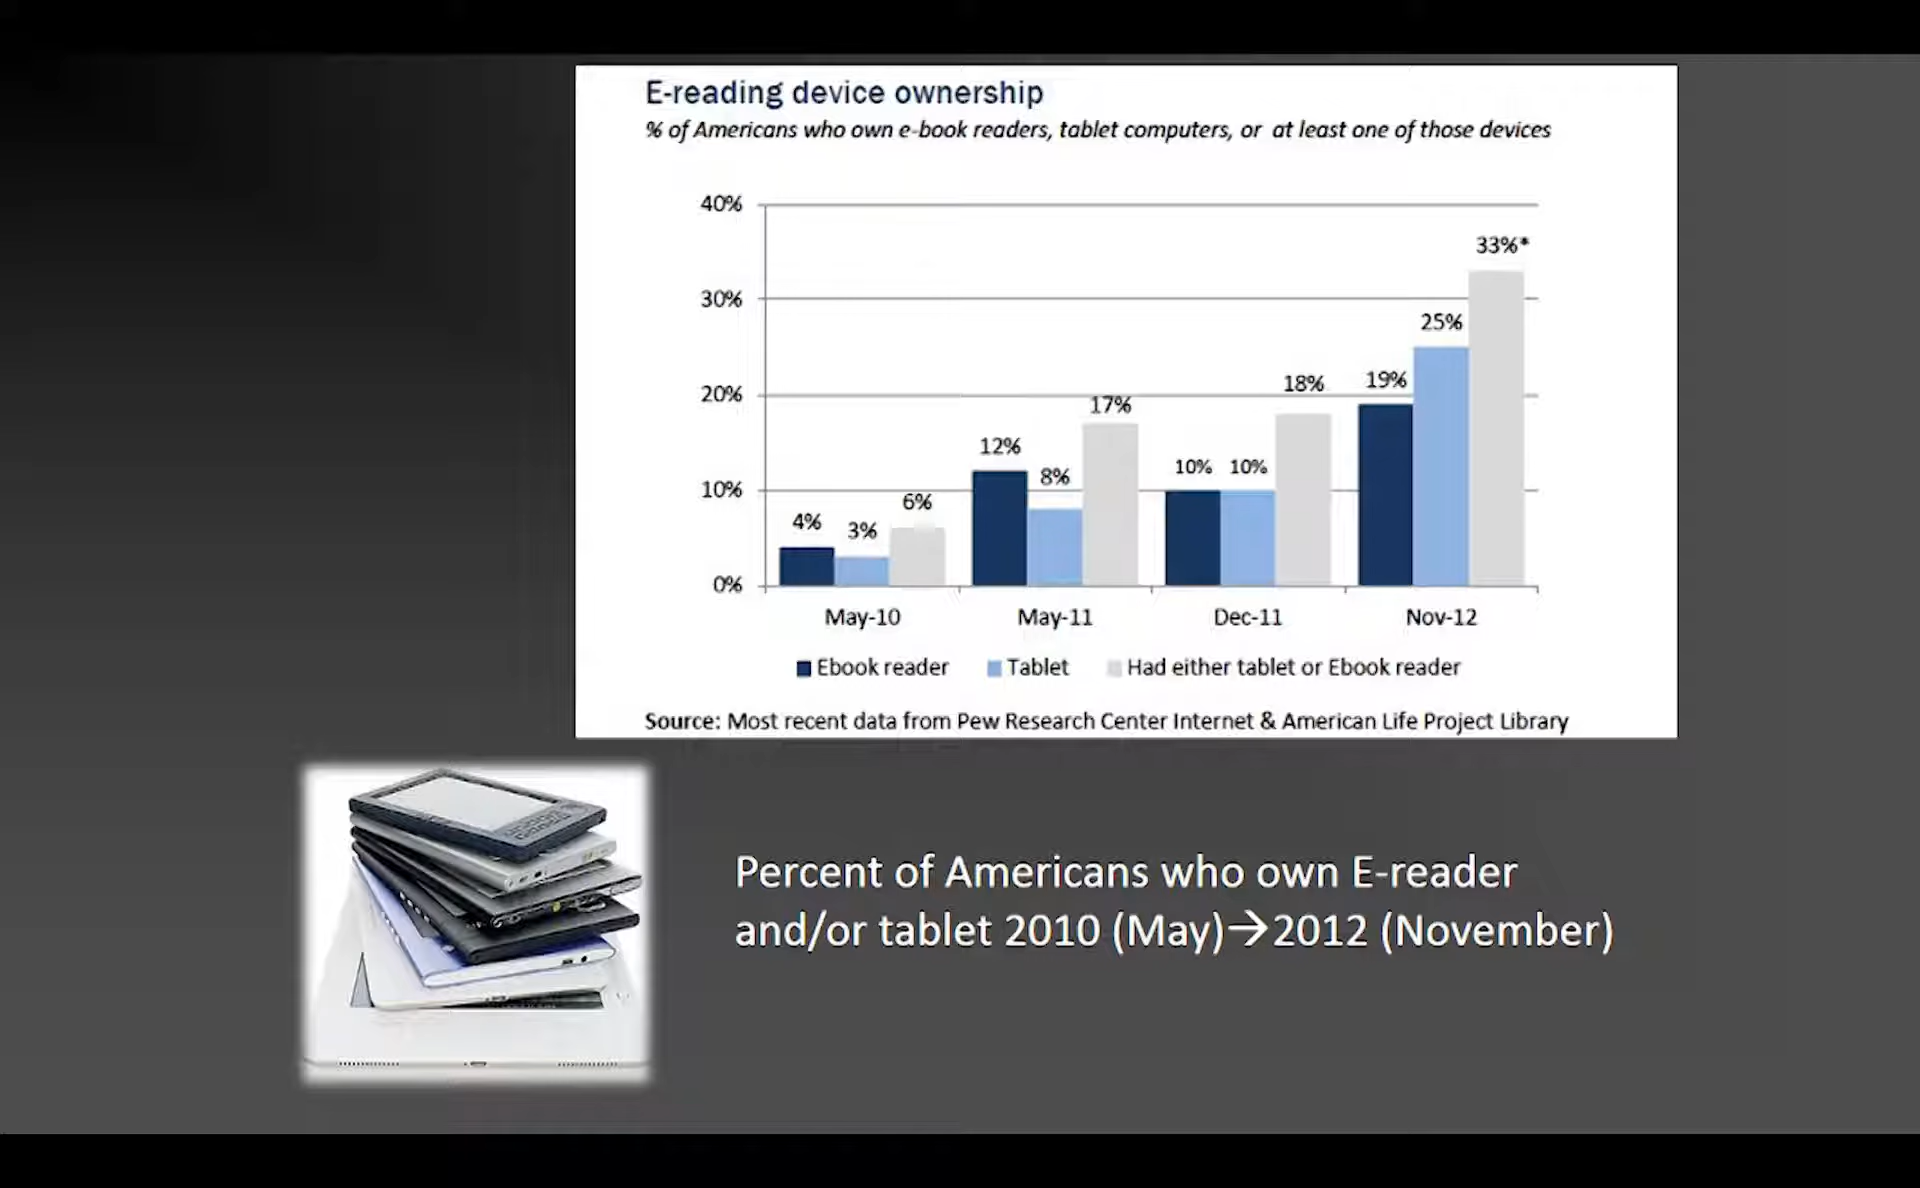 E-reading device ownership
% of Americans who own e-book readers, tablet computers, or at least one of those devices
40%
30%
20%
10%
0%
4%
3%
6%
12%
8%
17%
10%
10%
18%
19%
25%
33%*
May-10
May-11
Dec-11
Nov-12
Ebook reader
Tablet
Had either tablet or Ebook reader
Source: Most recent data from Pew Research Center Internet & American Life Project Library
Percent of Americans who own E-reader
and/or tablet 2010 (May)→2012 (November)